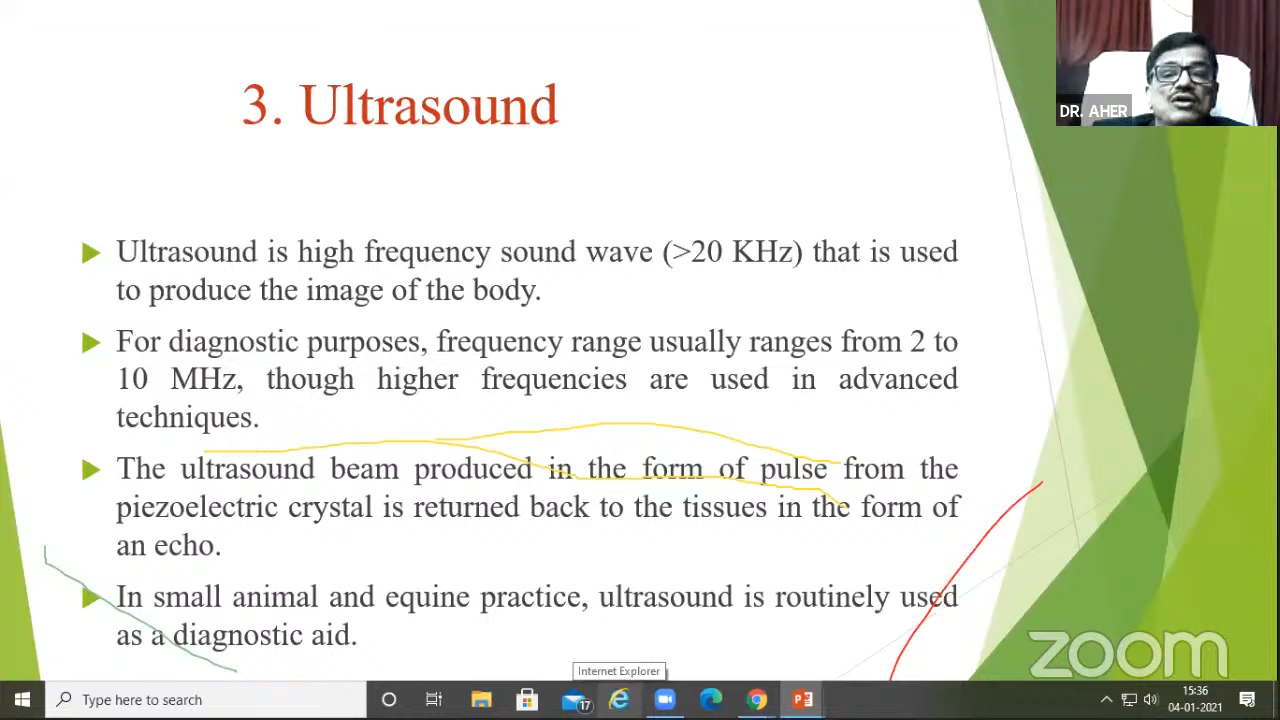 DR. AHER
3. Ultrasound
Ultrasound is high frequency sound wave (>20 KHz) that is used
to produce the image of the body.
For diagnostic purposes, frequency range usually ranges from 2 to
10 MHz, though higher frequencies are used in advanced
techniques.
The ultrasound beam produced in the form of pulse from the
piezoelectric crystal is returned back to the tissues in the form of
an echo.
In small animal and equine practice, ultrasound is routinely used
as a diagnostic aid.
zoom
Internet Explorer
Type here to search
17
15:36
04-01-2021